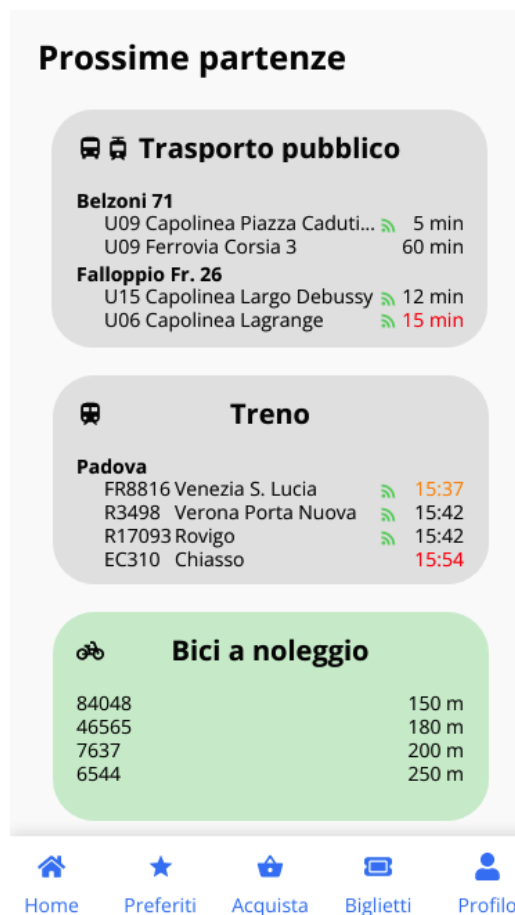 Prossime partenze
Trasporto pubblico
Belzoni 71
U09 Capolinea Piazza Caduti... 5 min
U09 Ferrovia Corsia 3 60 min
Falloppio Fr. 26
U15 Capolinea Largo Debussy 12 min
U06 Capolinea Lagrange 15 min
Treno
Padova
FR8816 Venezia S. Lucia 15:37
R3498 Verona Porta Nuova 15:42
R17093 Rovigo 15:42
EC310 Chiasso 15:54
Bici a noleggio
84048 150 m
46565 180 m
7637 200 m
6544 250 m
Home Preferiti Acquista Biglietti Profilo